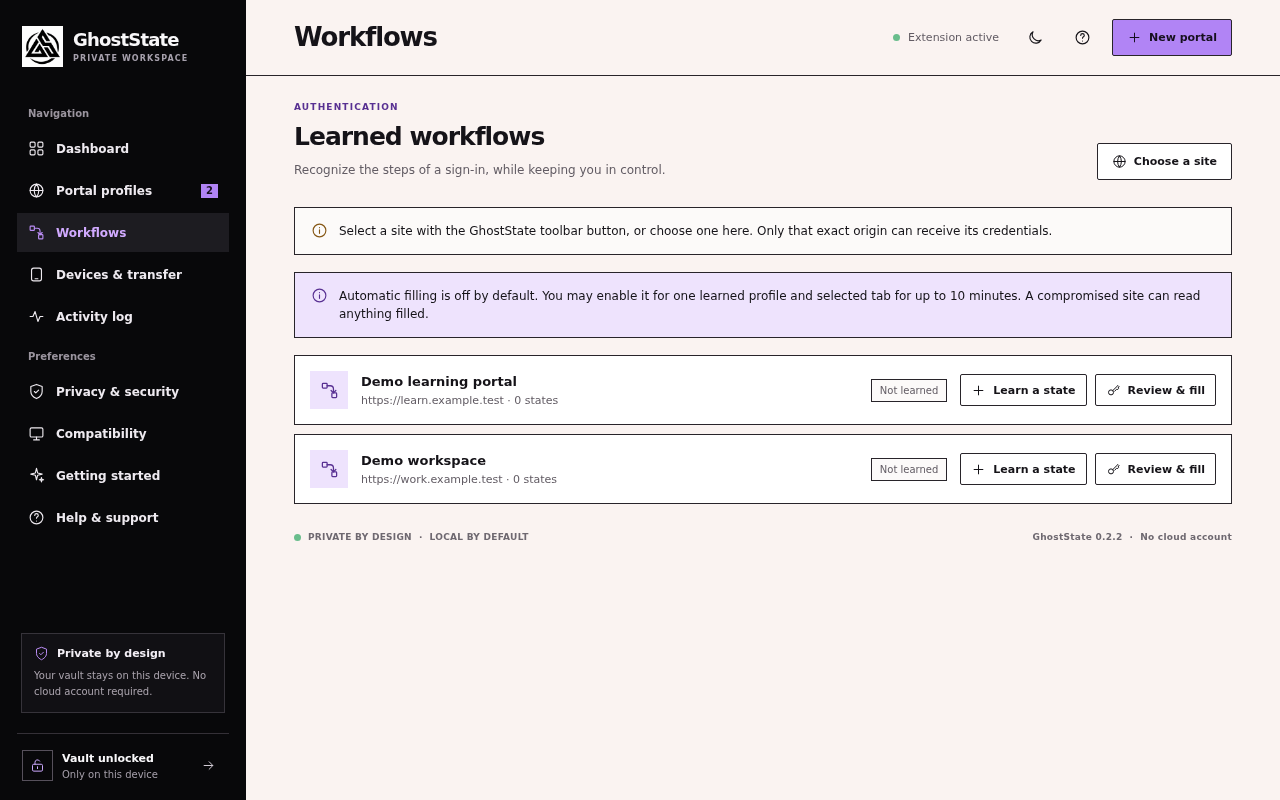 GhostState
PRIVATE WORKSPACE
Navigation
Dashboard
Portal profiles 2
Workflows
Devices & transfer
Activity log
Preferences
Privacy & security
Compatibility
Getting started
Help & support
Private by design
Your vault stays on this device. No
cloud account required.
Vault unlocked
Only on this device
Workflows
Extension active
New portal
AUTHENTICATION
Learned workflows
Recognize the steps of a sign-in, while keeping you in control.
Choose a site
Select a site with the GhostState toolbar button, or choose one here. Only that exact origin can receive its credentials.
Automatic filling is off by default. You may enable it for one learned profile and selected tab for up to 10 minutes. A compromised site can read
anything filled.
Demo learning portal
https://learn.example.test · 0 states
Not learned
Learn a state
Review & fill
Demo workspace
https://work.example.test · 0 states
Not learned
Learn a state
Review & fill
PRIVATE BY DESIGN · LOCAL BY DEFAULT
GhostState 0.2.2 · No cloud account